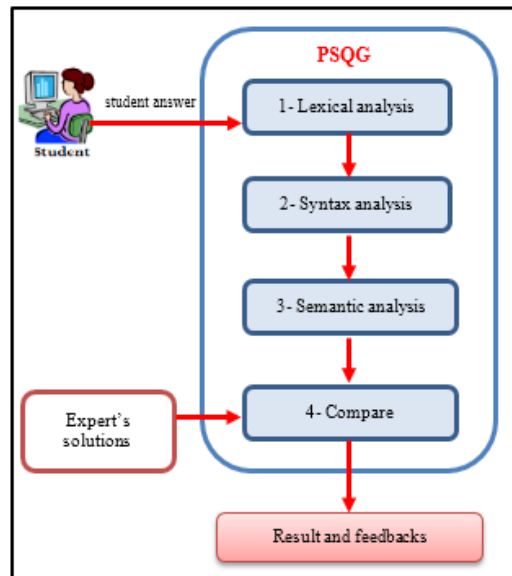 PSQG
student answer
1- Lexical analysis
Student
2- Syntax analysis
3- Semantic analysis
Expert's
solutions
4- Compare
Result and feedbacks